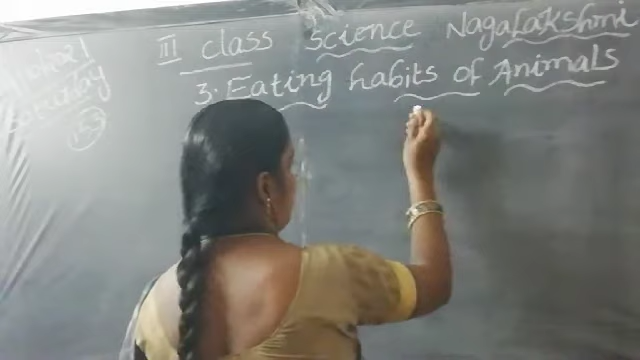 III class Science NagaLakshmi
3. Eating habits of Animals